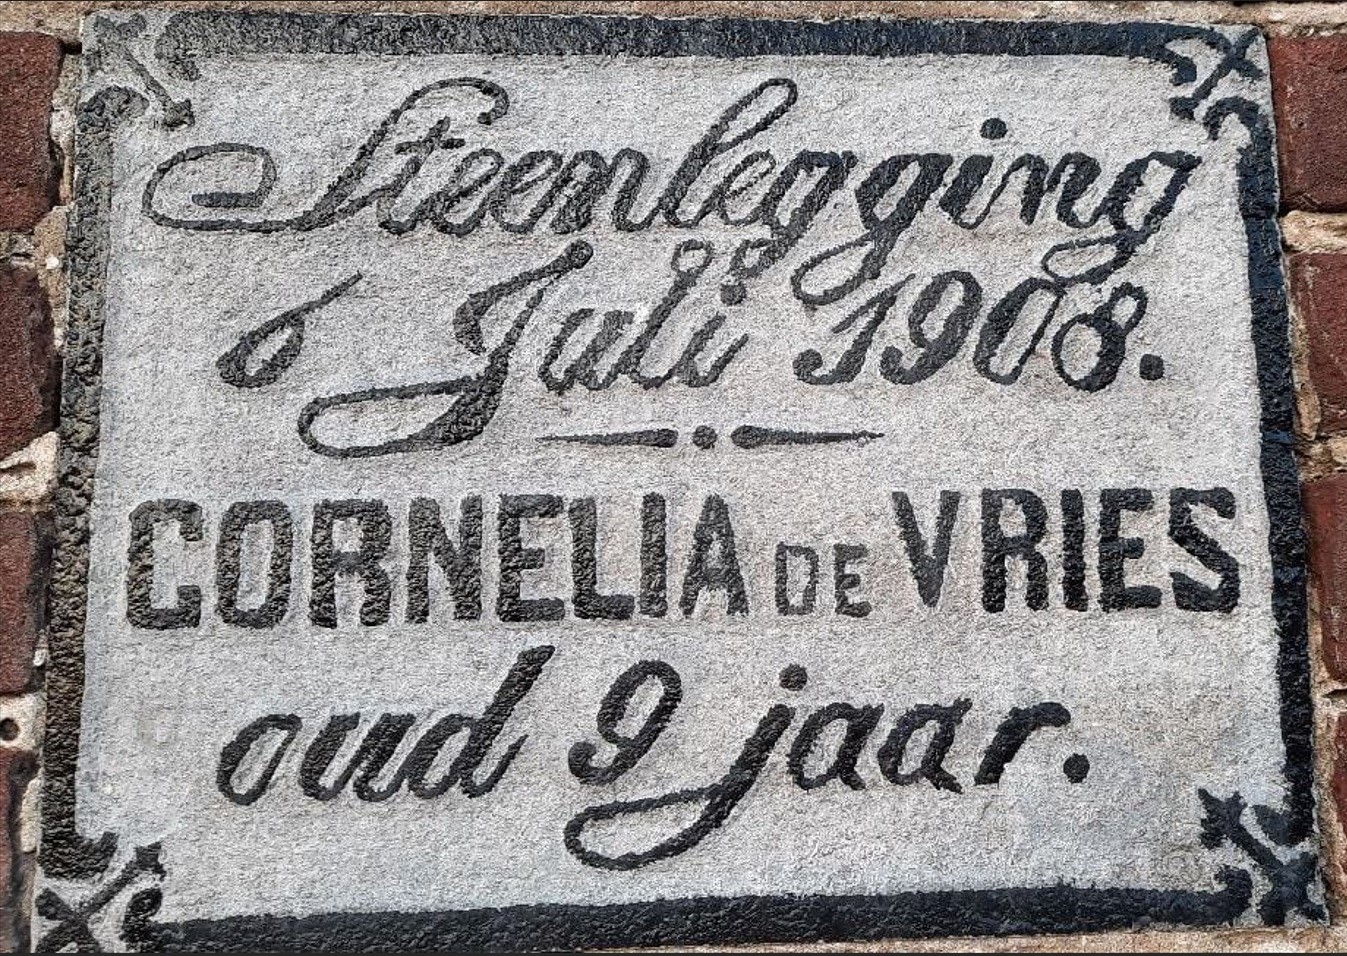 Steenlegging
6 Juli 1908.
CORNELIA DE VRIES
oud 9 jaar.